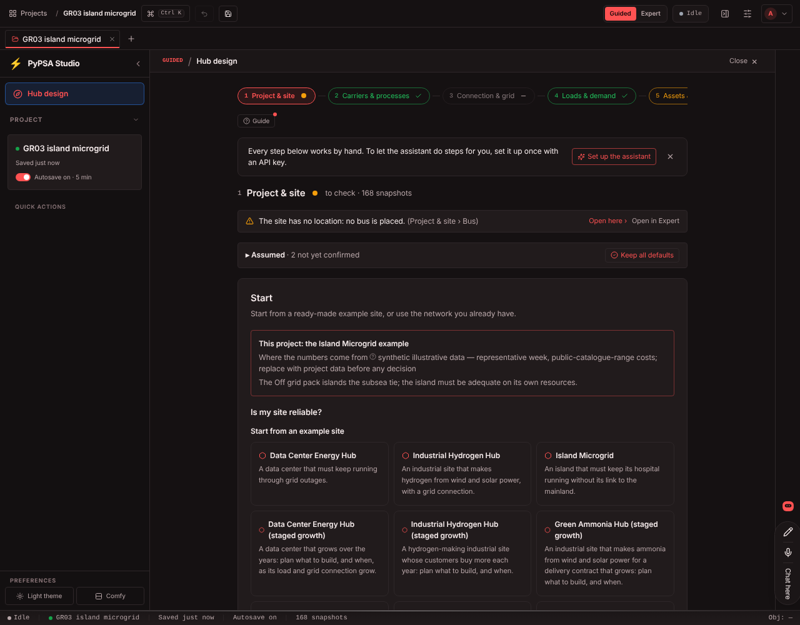 Projects / GR03 island microgrid ⌘ Ctrl K Guided Expert Idle A
GR03 island microgrid × +
PyPSA Studio
Hub design
PROJECT
GR03 island microgrid
Saved just now
Autosave on · 5 min
QUICK ACTIONS
GUIDED / Hub design Close ×
1 Project & site 2 Carriers & processes ✓ 3 Connection & grid – 4 Loads & demand ✓ 5 Assets
Guide
Every step below works by hand. To let the assistant do steps for you, set it up once with
an API key.
Set up the assistant ×
1 Project & site to check · 168 snapshots
The site has no location: no bus is placed. (Project & site › Bus) Open here › Open in Expert
▸ Assumed · 2 not yet confirmed Keep all defaults
Start
Start from a ready-made example site, or use the network you already have.
This project: the Island Microgrid example
Where the numbers come from ? synthetic illustrative data — representative week, public-catalogue-range costs;
replace with project data before any decision
The Off grid pack islands the subsea tie; the island must be adequate on its own resources.
Is my site reliable?
Start from an example site
Data Center Energy Hub
A data center that must keep running
through grid outages.
Industrial Hydrogen Hub
An industrial site that makes
hydrogen from wind and solar power,
with a grid connection.
Island Microgrid
An island that must keep its hospital
running without its link to the
mainland.
Data Center Energy Hub
(staged growth)
A data center that grows over the
years: plan what to build, and when,
as its load and grid connection grow.
Industrial Hydrogen Hub
(staged growth)
A hydrogen-making industrial site
whose customers buy more each
year: plan what to build, and when.
Green Ammonia Hub (staged
growth)
An industrial site that makes ammonia
from wind and solar power for a
delivery contract that grows: plan
what to build, and when.
Chat here
PREFERENCES
Light theme Comfy
Idle GR03 island microgrid Saved just now Autosave on 168 snapshots Obj: —